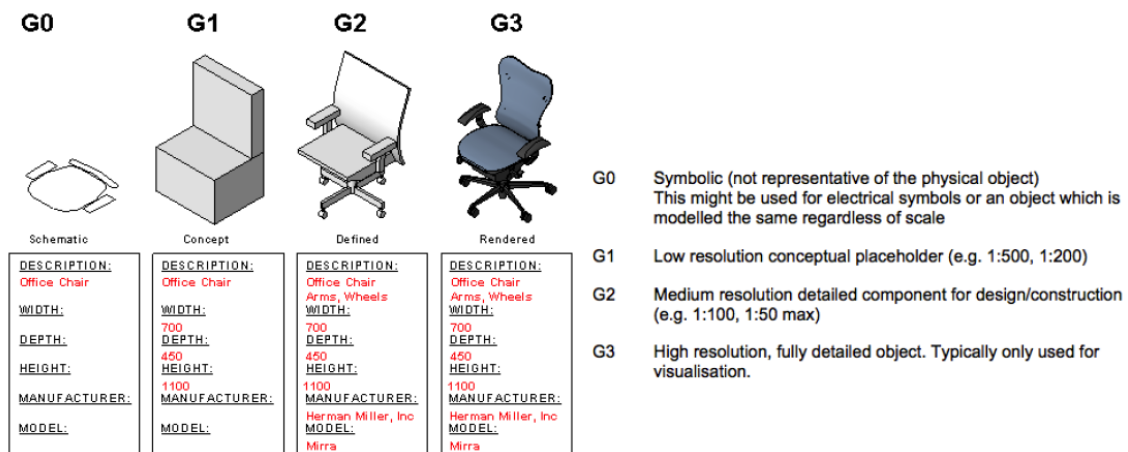 G0
G1
G2
G3
Schematic
Concept
Defined
Rendered
DESCRIPTION:
Office Chair
WIDTH:
DEPTH:
HEIGHT:
MANUFACTURER:
MODEL:
DESCRIPTION:
Office Chair
WIDTH:
700
DEPTH:
450
HEIGHT:
1100
MANUFACTURER:
MODEL:
DESCRIPTION:
Office Chair
Arms, Wheels
WIDTH:
700
DEPTH:
450
HEIGHT:
1100
MANUFACTURER:
Herman Miller, Inc
MODEL:
Mirra
DESCRIPTION:
Office Chair
Arms, Wheels
WIDTH:
700
DEPTH:
450
HEIGHT:
1100
MANUFACTURER:
Herman Miller, Inc
MODEL:
Mirra
G0 Symbolic (not representative of the physical object)
This might be used for electrical symbols or an object which is
modelled the same regardless of scale
G1 Low resolution conceptual placeholder (e.g. 1:500, 1:200)
G2 Medium resolution detailed component for design/construction
(e.g. 1:100, 1:50 max)
G3 High resolution, fully detailed object. Typically only used for
visualisation.